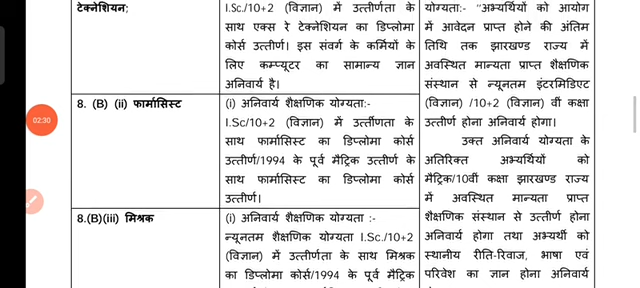 टेक्नेशियन;
I.Sc./10+2 (विज्ञान) में उत्तीर्णता के
साथ एक्स रे टेक्नेशियन का डिप्लोमा
कोर्स उत्तीर्ण। इस संवर्ग के कर्मियों के
लिए कम्प्यूटर का सामान्य ज्ञान
अनिवार्य है।
8. (B) (ii) फार्मासिस्ट
(i) अनिवार्य शैक्षणिक योग्यता:-
I.Sc/10+2 (विज्ञान) में उर्त्तीणता के
साथ फार्मासिस्ट का डिप्लोमा कोर्स
उत्तीर्ण/1994 के पूर्व मैट्रिक उत्तीर्ण के
साथ फार्मासिस्ट का डिप्लोमा कोर्स
उत्तीर्ण।
8.(B)(iii) मिश्रक
(i) अनिवार्य शैक्षणिक योग्यता :-
न्यूनतम शैक्षणिक योग्यता I.Sc./10+2
(विज्ञान) में उत्तीर्णता के साथ मिश्रक
का डिप्लोमा कोर्स/1994 के पूर्व मैट्रिक
योग्यता:- "अभ्यर्थियों को आयोग
में आवेदन प्राप्त होने की अंतिम
तिथि तक झारखण्ड राज्य में
अवस्थित मान्यता प्राप्त शैक्षणिक
संस्थान से न्यूनतम इंटरमिडिएट
(विज्ञान) /10+2 (विज्ञान) वीं कक्षा
उत्तीर्ण होना अनिवार्य होगा।
उक्त अनिवार्य योग्यता के
अतिरिक्त अभ्यर्थियों को
मैट्रिक/10वीं कक्षा झारखण्ड राज्य
में अवस्थित मान्यता प्राप्त
शैक्षणिक संस्थान से उत्तीर्ण होना
अनिवार्य होगा तथा अभ्यर्थी को
स्थानीय रीति-रिवाज, भाषा एवं
परिवेश का ज्ञान होना अनिवार्य
02:30